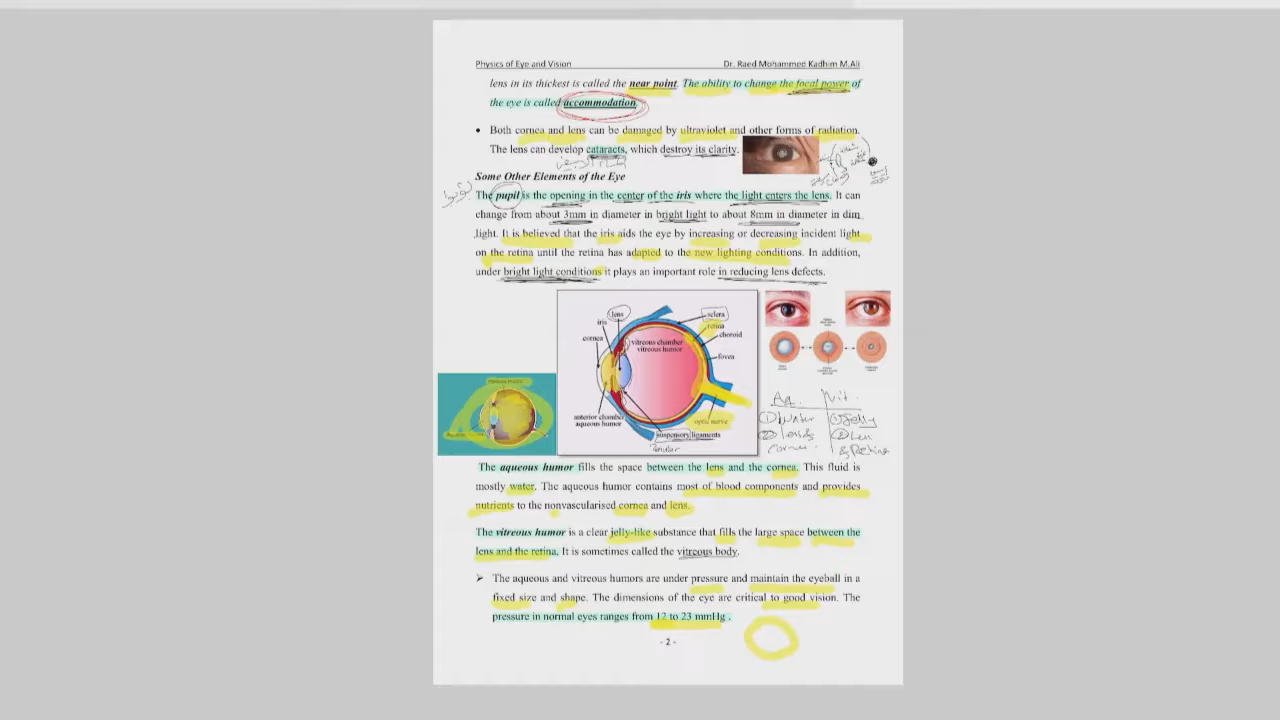 Physics of Eye and Vision Dr. Raed Mohammed Kadhim M.Ali
lens in its thickest is called the near point. The ability to change the focal power of
the eye is called accommodation.
• Both cornea and lens can be damaged by ultraviolet and other forms of radiation.
The lens can develop cataracts, which destroy its clarity.
Some Other Elements of the Eye
The pupil is the opening in the center of the iris where the light enters the lens. It can
change from about 3mm in diameter in bright light to about 8mm in diameter in dim
light. It is believed that the iris aids the eye by increasing or decreasing incident light
on the retina until the retina has adapted to the new lighting conditions. In addition,
under bright light conditions it plays an important role in reducing lens defects.
lens
sclera
iris
retina
choroid
cornea
vitreous chamber
vitreous humor
fovea
anterior chamber
aqueous humor
optic nerve
suspensory ligaments
Aq. Vit.
① Water ① Jelly
② lens & ② Len
cornea & Retina
The aqueous humor fills the space between the lens and the cornea. This fluid is
mostly water. The aqueous humor contains most of blood components and provides
nutrients to the nonvascularised cornea and lens.
The vitreous humor is a clear jelly-like substance that fills the large space between the
lens and the retina. It is sometimes called the vitreous body.
➢ The aqueous and vitreous humors are under pressure and maintain the eyeball in a
fixed size and shape. The dimensions of the eye are critical to good vision. The
pressure in normal eyes ranges from 12 to 23 mmHg .
- 2 -